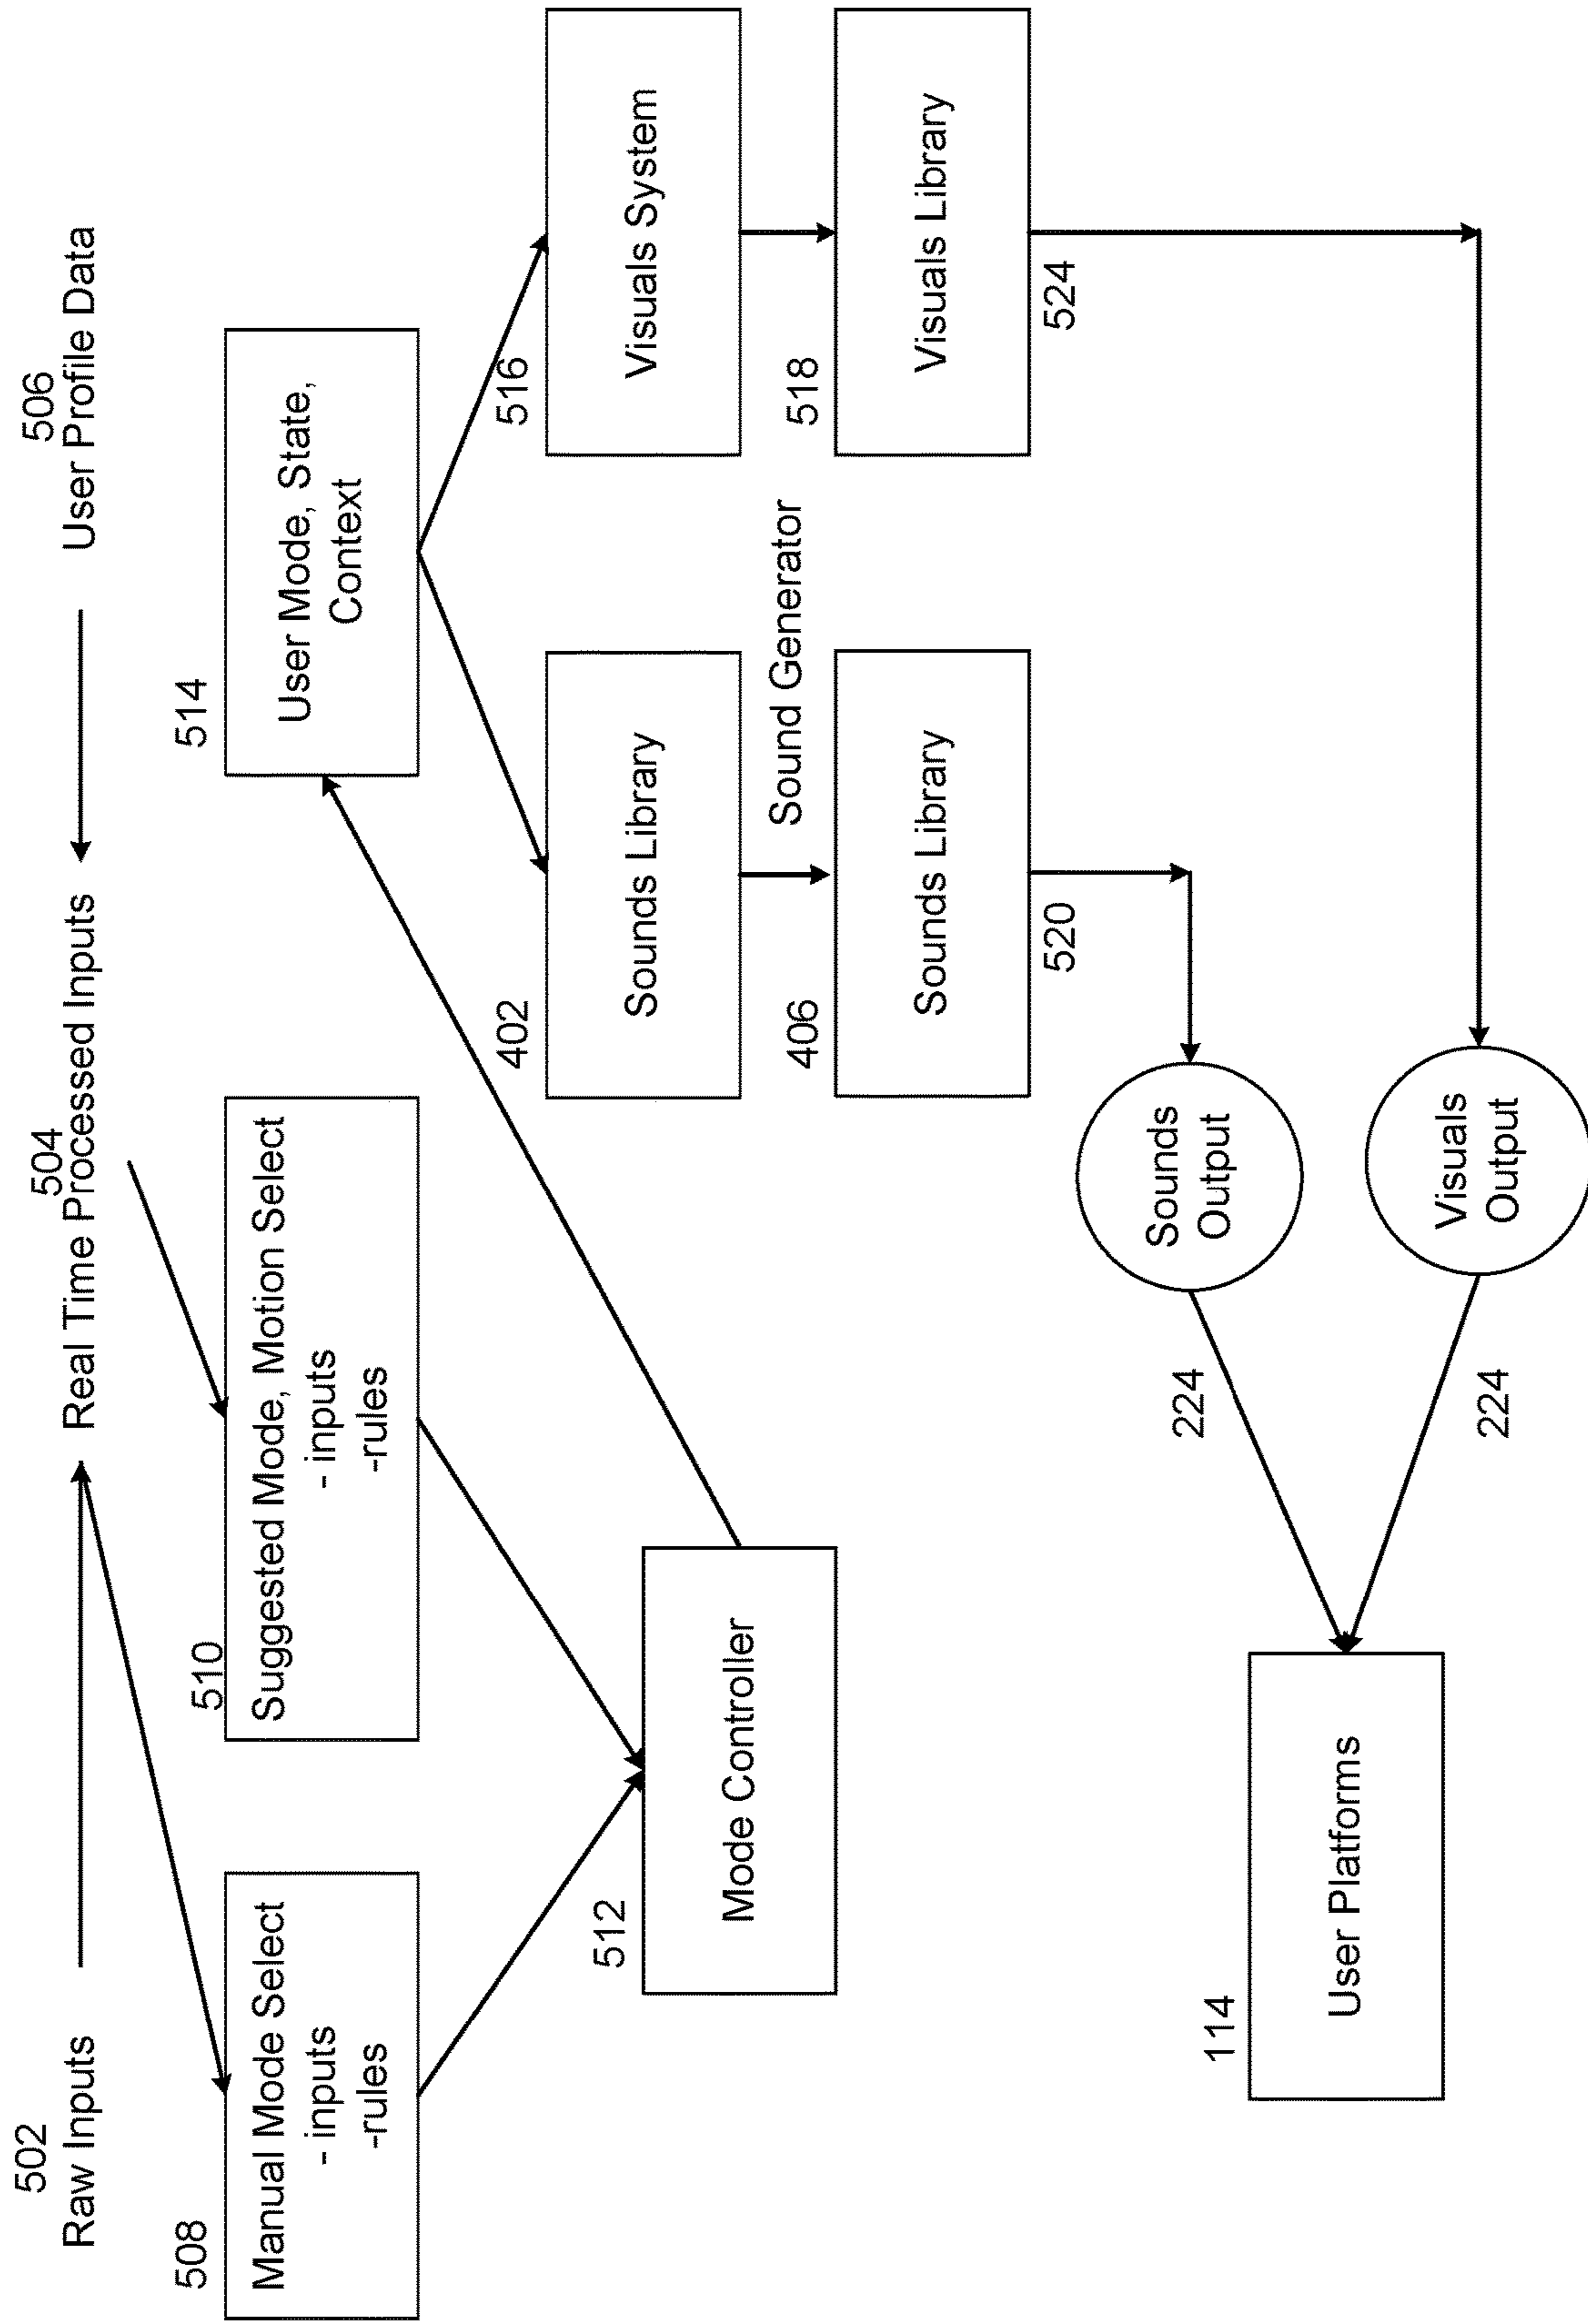 502
Raw Inputs
504
Real Time Processed Inputs
506
User Profile Data
508
Manual Mode Select
- inputs
-rules
510
Suggested Mode, Motion Select
- inputs
-rules
514
User Mode, State,
Context
512
Mode Controller
402
Sounds Library
516
Visuals System
Sound Generator
406
Sounds Library
518
Visuals Library
520
524
Sounds
Output
224
Visuals
Output
224
114
User Platforms